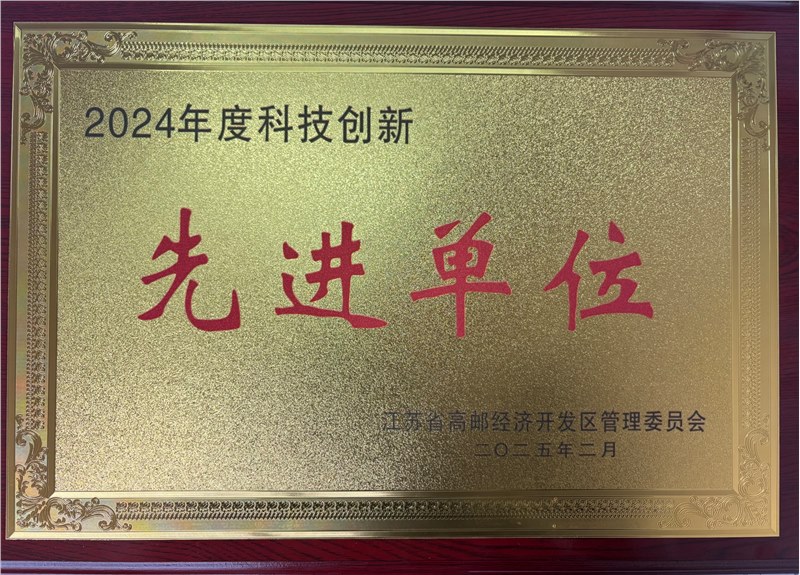 2024年度科技创新
先进单位
江苏省高邮经济开发区管理委员会
二〇二五年二月